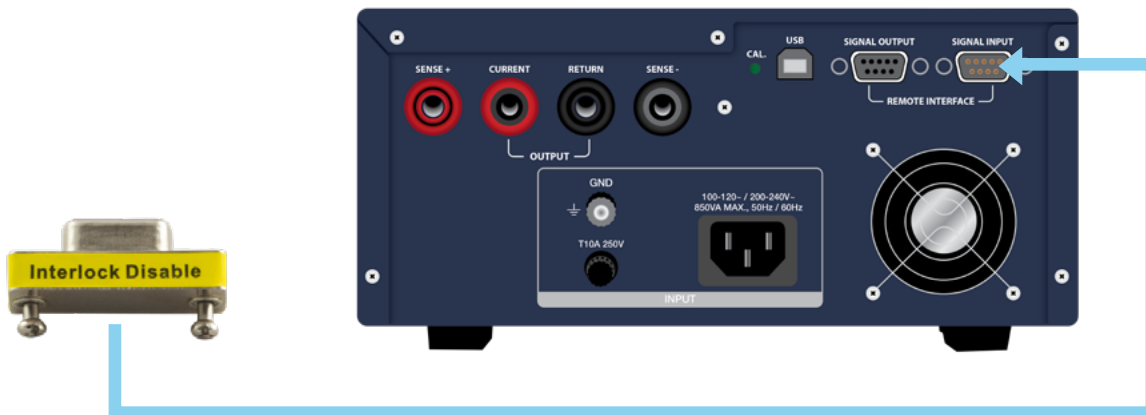 USB
SIGNAL OUTPUT
SIGNAL INPUT
CAL.
SENSE +
CURRENT
RETURN
SENSE -
REMOTE INTERFACE
OUTPUT
GND
100-120~ / 200-240V~
850VA MAX., 50Hz / 60Hz
T10A 250V
INPUT
Interlock Disable